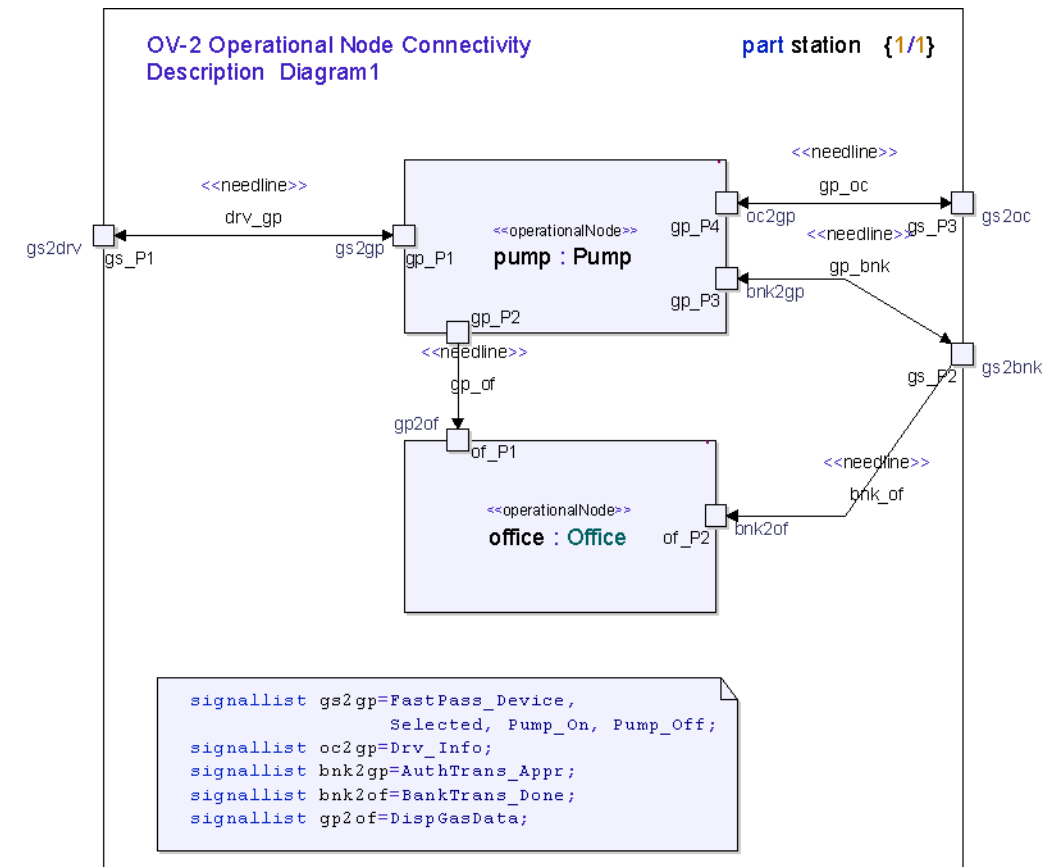 OV-2 Operational Node Connectivity
Description Diagram1
part station {1/1}
<<needline>>
gp_oc
<<needline>>
drv_gp
gs2drv
gs_P1
gs2gp
gp_P1
<<operationalNode>>
pump : Pump
gp_P4
oc2gp
gs_P3
gs2oc
<<needline>>
gp_bnk
gp_P3
bnk2gp
gp_P2
<<needline>>
gp_of
gs_P2
gs2bnk
gp2of
of_P1
<<needline>>
bnk_of
<<operationalNode>>
office : Office
of_P2
bnk2of
signallist gs2gp=FastPass_Device,
Selected, Pump_On, Pump_Off;
signallist oc2gp=Drv_Info;
signallist bnk2gp=AuthTrans_Appr;
signallist bnk2of=BankTrans_Done;
signallist gp2of=DispGasData;